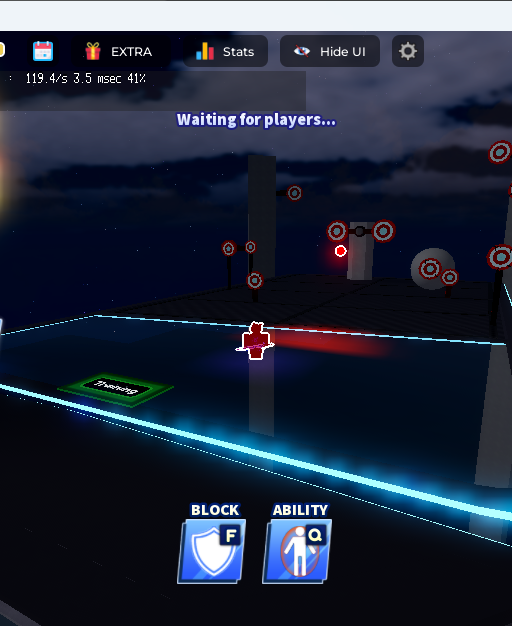 EXTRA
Stats
Hide UI
: 119.4/s 3.5 msec 41%
Waiting for players...
Training
BLOCK
ABILITY
F
Q